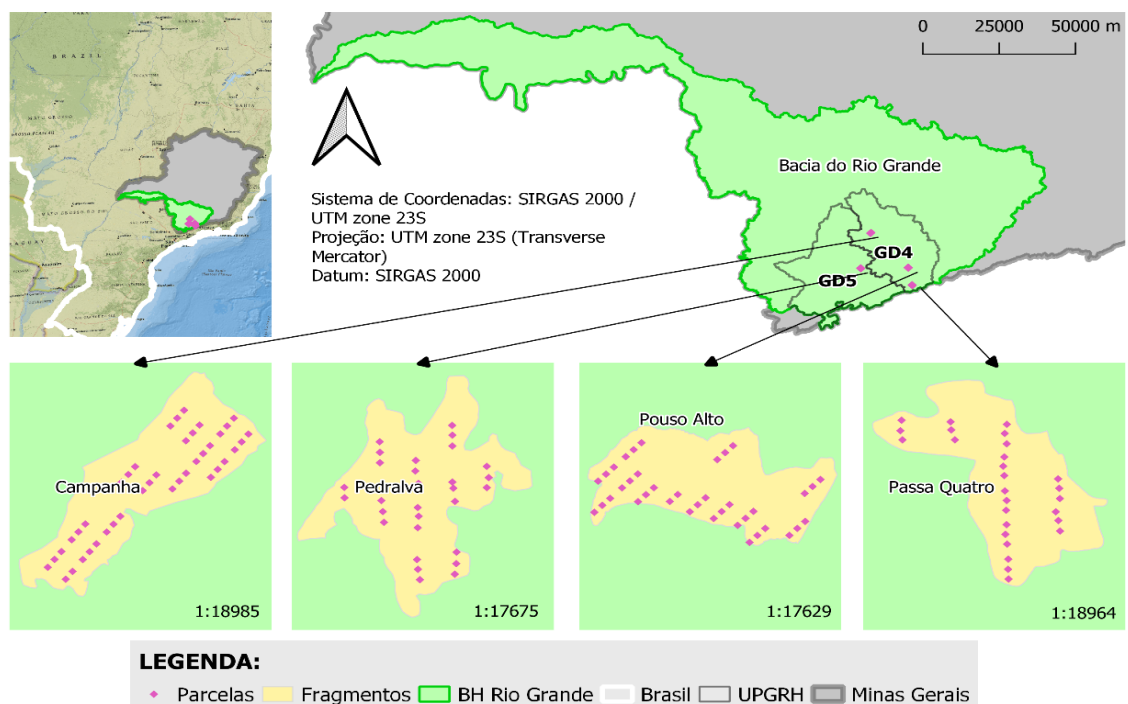 BRAZIL
0 25000 50000 m
Bacia do Rio Grande
Sistema de Coordenadas: SIRGAS 2000 /
UTM zone 23S
Projeção: UTM zone 23S (Transverse
Mercator)
Datum: SIRGAS 2000
GD4
GD5
Campanha
1:18985
Pedralva
1:17675
Pouso Alto
1:17629
Passa Quatro
1:18964
LEGENDA:
Parcelas Fragmentos BH Rio Grande Brasil UPGRH Minas Gerais